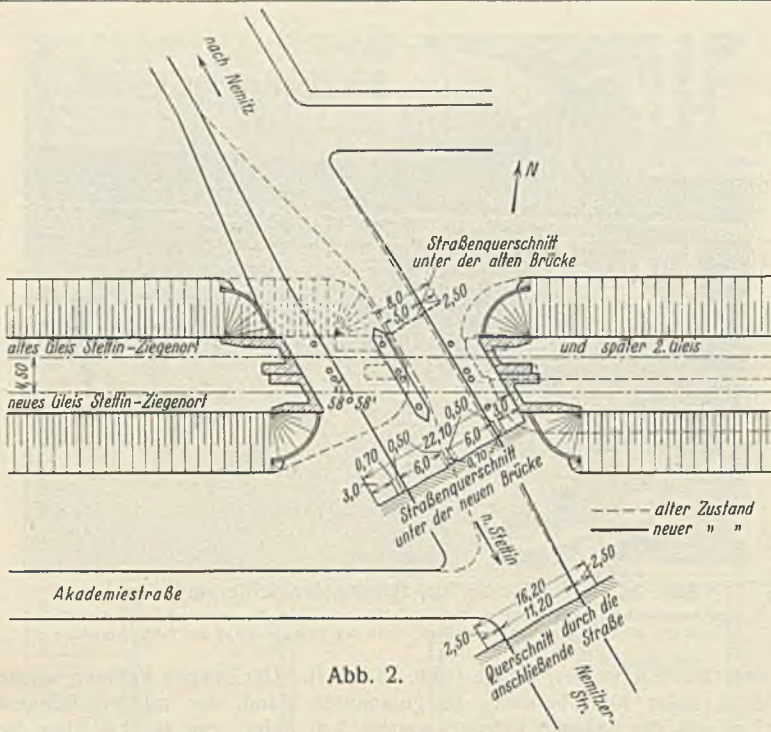 nach Nemitz
N
Straßenquerschnitt
unter der alten Brücke
8,0
5,0
2,50
altes Gleis Stettin-Ziegenort
und später 2. Gleis
4,50
neues Gleis Stettin-Ziegenort
58° 58'
0,50
3,0
22,10
0,50
0,70
6,0
6,0
0,70
3,0
Straßenquerschnitt
unter der neuen Brücke
n. Stettin
alter Zustand
neuer " "
Akademiestraße
2,50
16,20
11,20
2,50
Querschnitt durch die
anschließende Straße
Nemitzer-
Str.
Abb. 2.